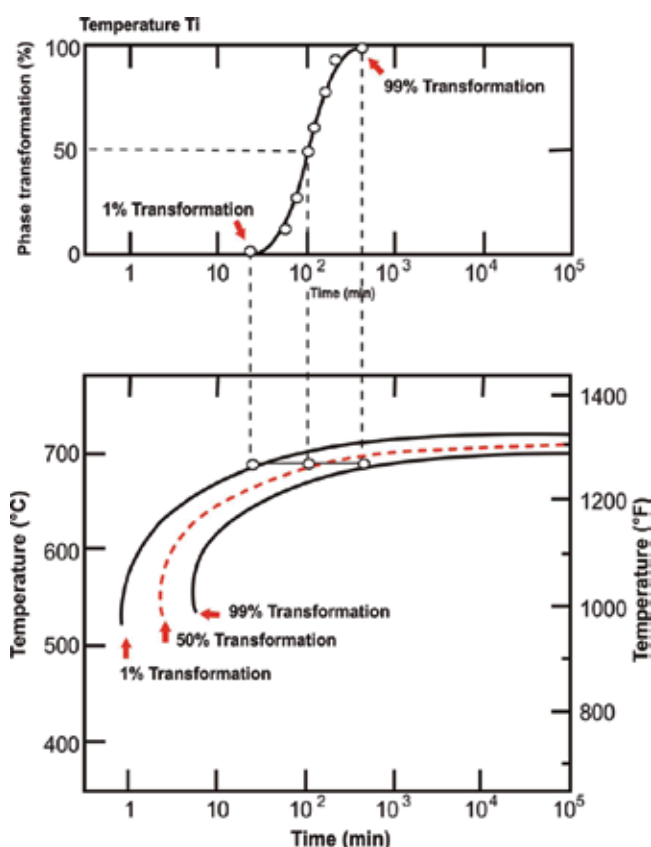 Temperature Ti
Phase transformation (%)
100
50
0
99% Transformation
1% Transformation
1
10
10²
10³
10⁴
10⁵
Time (min)
Temperature (°C)
700
600
500
400
1400
1200
1000
800
Temperature (°F)
99% Transformation
50% Transformation
1% Transformation
1
10
10²
10³
10⁴
10⁵
Time (min)